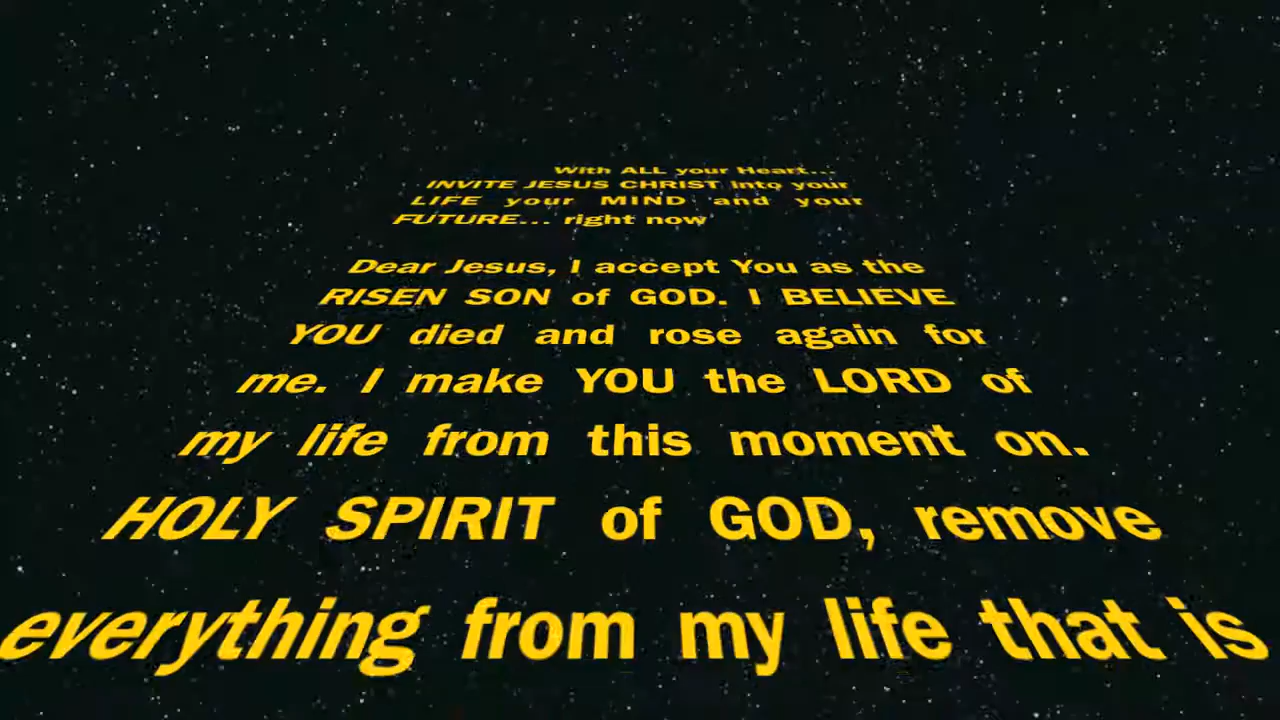 With ALL your Heart...
INVITE JESUS CHRIST into your
LIFE your MIND and your
FUTURE... right now
Dear Jesus, I accept You as the
RISEN SON of GOD. I BELIEVE
YOU died and rose again for
me. I make YOU the LORD of
my life from this moment on.
HOLY SPIRIT of GOD, remove
everything from my life that is